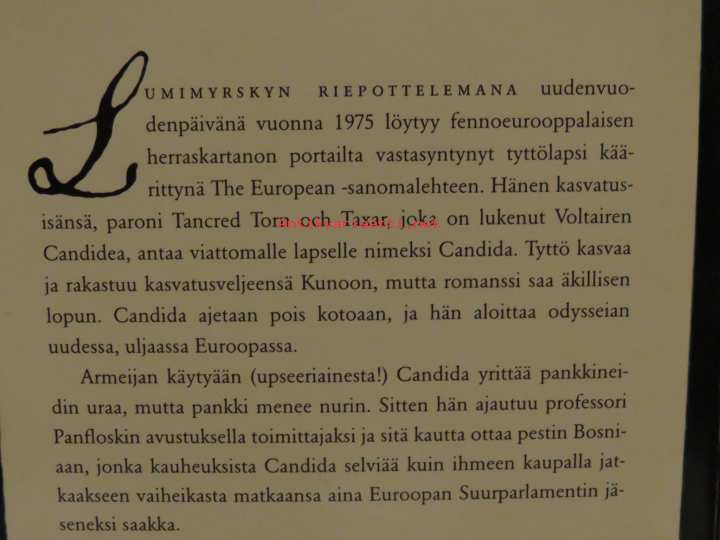 LUMIMYRSKYN RIEPOTTELEMANA uudenvuo-
denpäivänä vuonna 1975 löytyy fennoeurooppalaisen
herraskartanon portailta vastasyntynyt tyttölapsi kää-
rittynä The European -sanomalehteen. Hänen kasvatus-
isänsä, paroni Tancred Torn och Taxar, joka on lukenut Voltairen
Candidea, antaa viattomalle lapselle nimeksi Candida. Tyttö kasvaa
ja rakastuu kasvatusveljeensä Kunoon, mutta romanssi saa äkillisen
lopun. Candida ajetaan pois kotoaan, ja hän aloittaa odysseian
uudessa, uljaassa Euroopassa.
Armeijan käytyään (upseeriainesta!) Candida yrittää pankkinei-
din uraa, mutta pankki menee nurin. Sitten hän ajautuu professori
Panfloskin avustuksella toimittajaksi ja sitä kautta ottaa pestin Bosni-
aan, jonka kauheuksista Candida selviää kuin ihmeen kaupalla jat-
kaakseen vaiheikasta matkaansa aina Euroopan Suurparlamentin jä-
seneksi saakka.